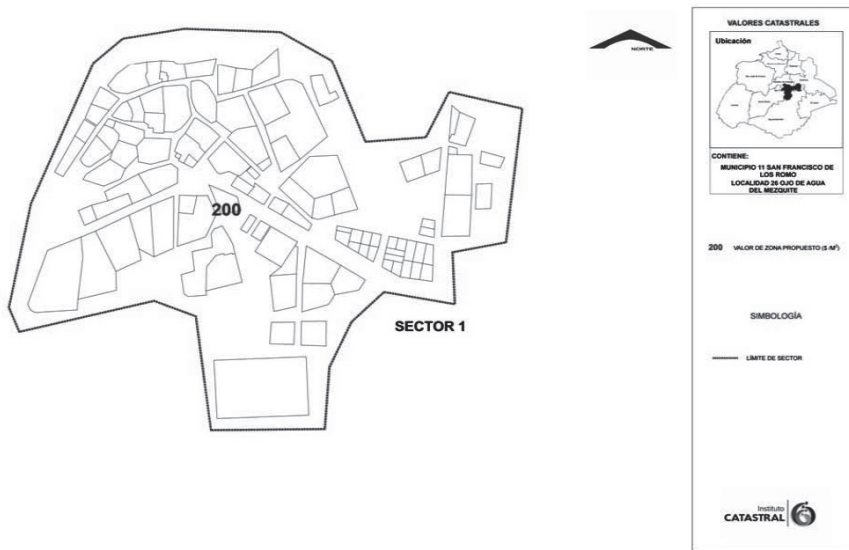 NORTE
200
SECTOR 1
VALORES CATASTRALES
Ubicación
CONTIENE:
MUNICIPIO 11 SAN FRANCISCO DE
LOS ROMO
LOCALIDAD 26 OJO DE AGUA
DEL MEZQUITE
200 VALOR DE ZONA PROPUESTO ($ /M²)
SIMBOLOGÍA
LÍMITE DE SECTOR
Instituto
CATASTRAL